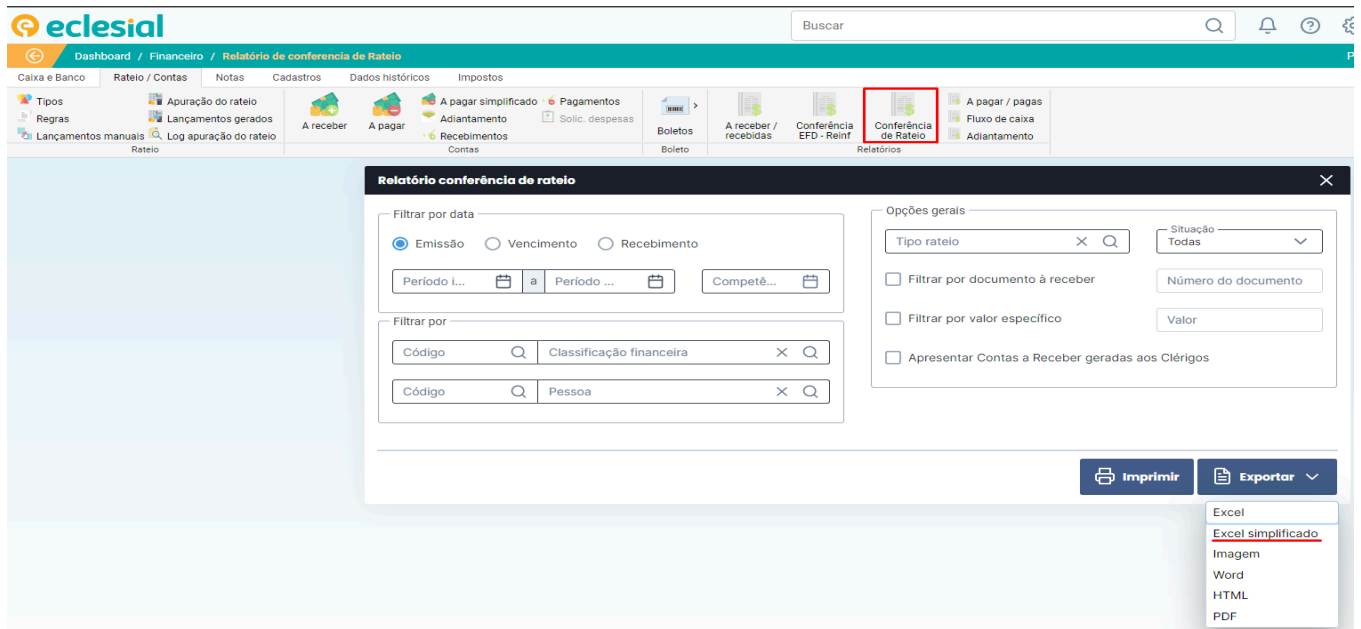 eclesial
Buscar
Dashboard / Financeiro / Relatório de conferencia de Rateio
Caixa e Banco Rateio / Contas Notas Cadastros Dados históricos Impostos
Tipos
Regras
Lançamentos manuais
Apuração do rateio
Lançamentos gerados
Log apuração do rateio
Rateio
A receber
A pagar
A pagar simplificado
Adiantamento
Recebimentos
Pagamentos
Solic. despesas
Contas
Boletos
Boleto
A receber /
recebidas
Conferência
EFD - Reinf
Conferência
de Rateio
A pagar / pagas
Fluxo de caixa
Adiantamento
Relatórios
Relatório conferência de rateio
Filtrar por data
Emissão Vencimento Recebimento
Período i... a Período ... Competê...
Filtrar por
Código Classificação financeira
Código Pessoa
Opções gerais
Tipo rateio
Situação
Todas
Filtrar por documento à receber Número do documento
Filtrar por valor específico Valor
Apresentar Contas a Receber geradas aos Clérigos
Imprimir Exportar
Excel
Excel simplificado
Imagem
Word
HTML
PDF